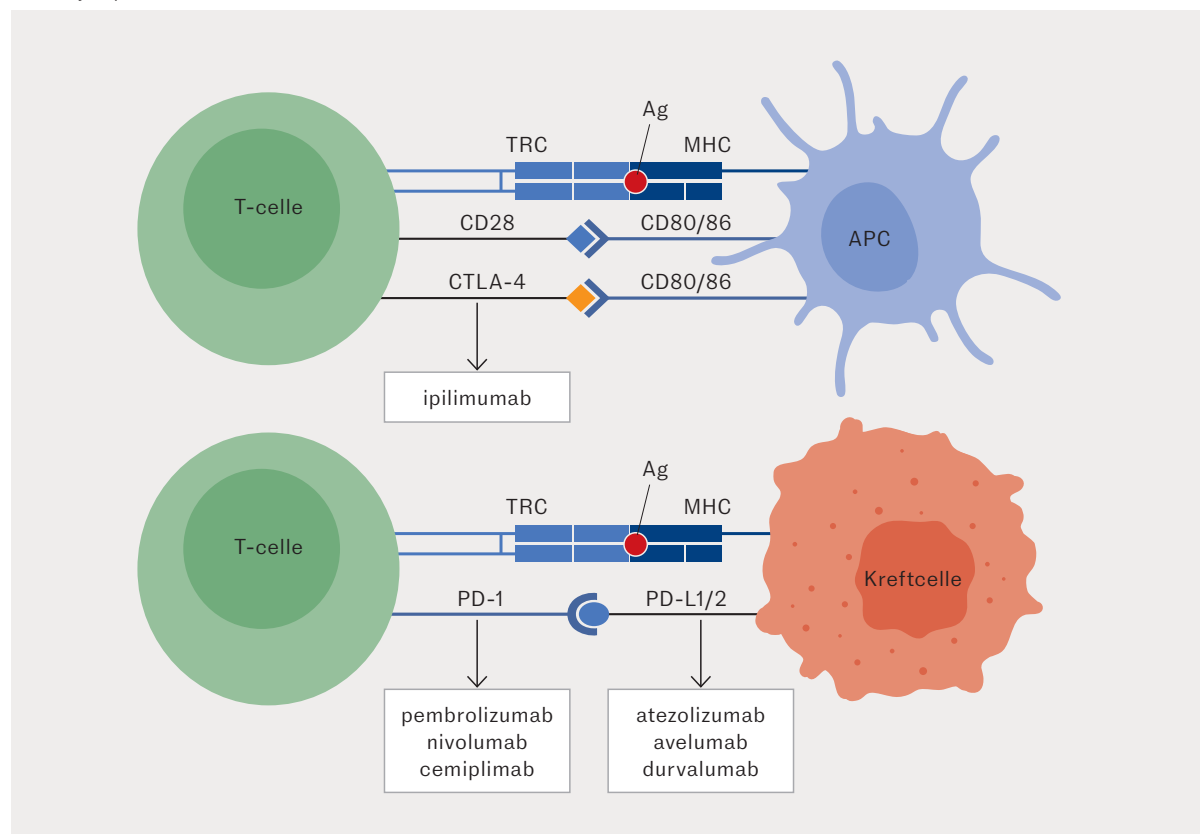 Ag
TRC
MHC
T-celle
CD28
CD80/86
APC
CTLA-4
CD80/86
ipilimumab
Ag
TRC
MHC
T-celle
Kreftcelle
PD-1
PD-L1/2
pembrolizumab
nivolumab
cemiplimab
atezolizumab
avelumab
durvalumab